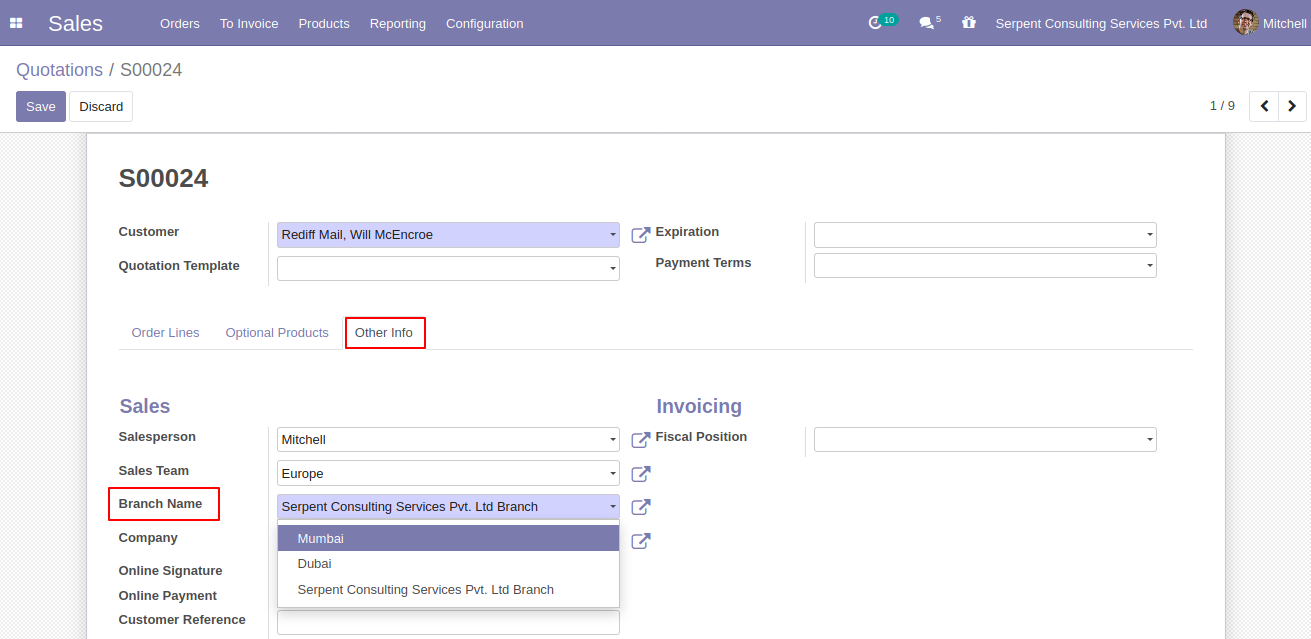 Sales Orders To Invoice Products Reporting Configuration 10 5 Serpent Consulting Services Pvt. Ltd Mitchell
Quotations / S00024
Save Discard 1 / 9
S00024
Customer Rediff Mail, Will McEncroe Expiration
Quotation Template Payment Terms
Order Lines Optional Products Other Info
Sales Invoicing
Salesperson Mitchell Fiscal Position
Sales Team Europe
Branch Name Serpent Consulting Services Pvt. Ltd Branch
Company Mumbai
Dubai
Online Signature
Serpent Consulting Services Pvt. Ltd Branch
Online Payment
Customer Reference